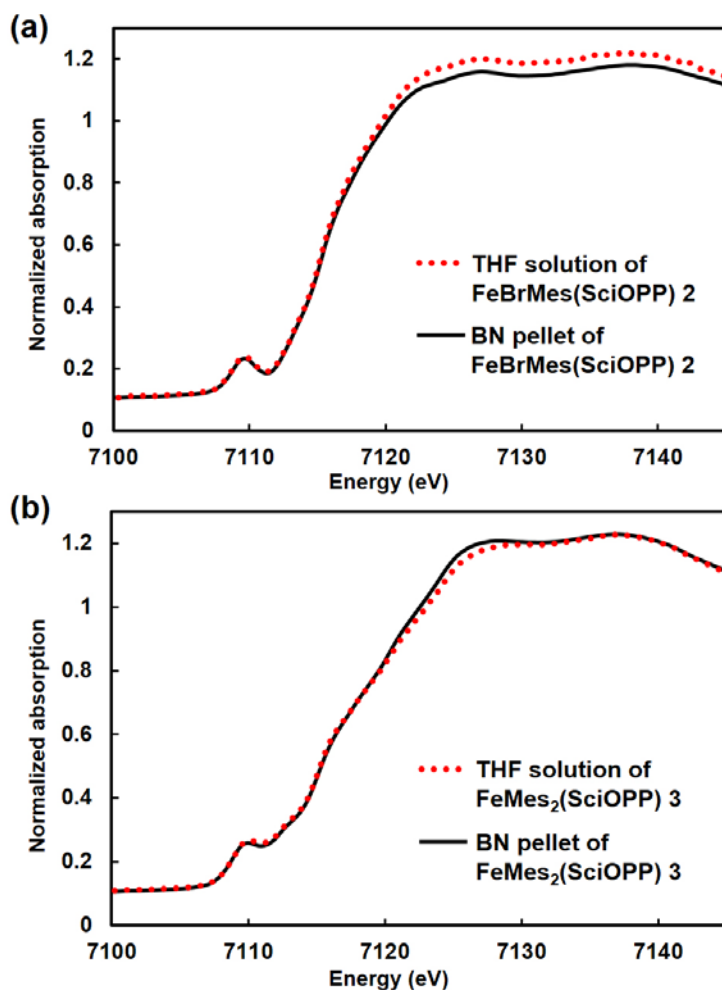 (a)
1.2
1
0.8
0.6
0.4
0.2
0
Normalized absorption
THF solution of
FeBrMes(SciOPP) 2
BN pellet of
FeBrMes(SciOPP) 2
7100 7110 7120 7130 7140
Energy (eV)
(b)
1.2
1
0.8
0.6
0.4
0.2
0
Normalized absorption
THF solution of
FeMes₂(SciOPP) 3
BN pellet of
FeMes₂(SciOPP) 3
7100 7110 7120 7130 7140
Energy (eV)